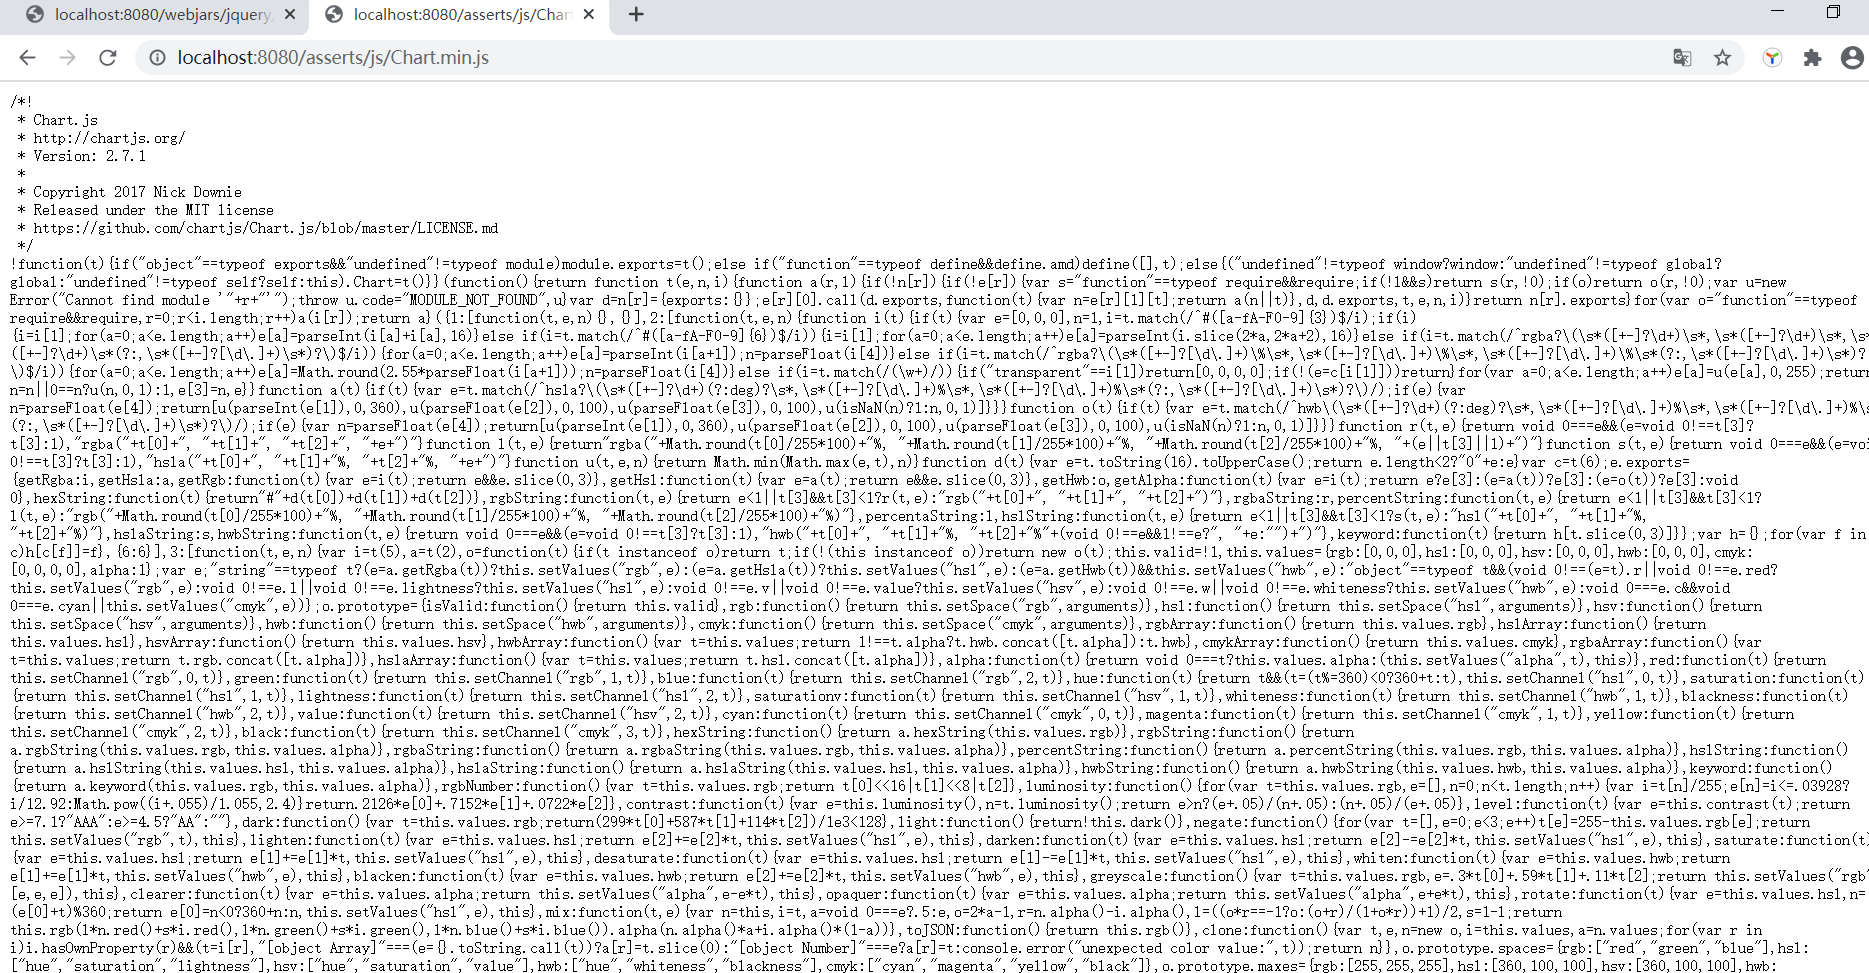 localhost:8080/webjars/jquery
localhost:8080/asserts/js/Char
localhost:8080/asserts/js/Chart.min.js
/*!
 * Chart.js
 * http://chartjs.org/
 * Version: 2.7.1
 *
 * Copyright 2017 Nick Downie
 * Released under the MIT license
 * https://github.com/chartjs/Chart.js/blob/master/LICENSE.md
 */
!function(t){if("object"==typeof exports&&"undefined"!=typeof module)module.exports=t();else if("function"==typeof define&&define.amd)define([],t);else{("undefined"!=typeof window?window:"undefined"!=typeof global?
global:"undefined"!=typeof self?self:this).Chart=t()}}(function(){return function t(e,n,i){function a(r,l){if(!n[r]){if(!e[r]){var s="function"==typeof require&&require;if(!l&&s)return s(r,!0);if(o)return o(r,!0);var u=new
Error("Cannot find module '"+r+"'");throw u.code="MODULE_NOT_FOUND",u}var d=n[r]={exports:{}};e[r][0].call(d.exports,function(t){var n=e[r][1][t];return a(n||t)},d,d.exports,t,e,n,i)}return n[r].exports}for(var o="function"==typeof
require&&require,r=0;r<i.length;r++)a(i[r]);return a}({1:[function(t,e,n){},{}],2:[function(t,e,n){function i(t){if(t){var e=[0,0,0],n=1,i=t.match(/^#([a-fA-F0-9]{3})$/i);if(i)
{i=i[1];for(a=0;a<e.length;a++)e[a]=parseInt(i[a]+i[a],16)}else if(i=t.match(/^#([a-fA-F0-9]{6})$/i)){i=i[1];for(a=0;a<e.length;a++)e[a]=parseInt(i.slice(2*a,2*a+2),16)}else if(i=t.match(/^rgba?\(\s*([+-]?\d+)\s*,\s*([+-]?\d+)\s*,\s*
([+-]?\d+)\s*(?:,\s*([+-]?[\d\.]+)\s*)?\)$/i)){for(a=0;a<e.length;a++)e[a]=parseInt(i[a+1]);n=parseFloat(i[4])}else if(i=t.match(/^rgba?\(\s*([+-]?[\d\.]+)\%\s*,\s*([+-]?[\d\.]+)\%\s*,\s*([+-]?[\d\.]+)\%\s*(?:,\s*([+-]?[\d\.]+)\s*)?
\)$/i)){for(a=0;a<e.length;a++)e[a]=Math.round(2.55*parseFloat(i[a+1]));n=parseFloat(i[4])}else if(i=t.match(/(\w+)/)){if("transparent"==i[1])return[0,0,0,0];if(!(e=c[i[1]]))return}for(var a=0;a<e.length;a++)e[a]=u(e[a],0,255);return
n=n||0==n?u(n,0,1):1,e[3]=n,e}}function a(t){if(t){var e=t.match(/^hsla?\(\s*([+-]?\d+)(?:deg)?\s*,\s*([+-]?[\d\.]+)%\s*,\s*([+-]?[\d\.]+)%\s*(?:,\s*([+-]?[\d\.]+)\s*)?\)/);if(e){var
n=parseFloat(e[4]);return[u(parseInt(e[1]),0,360),u(parseFloat(e[2]),0,100),u(parseFloat(e[3]),0,100),u(isNaN(n)?1:n,0,1)]}}}function o(t){if(t){var e=t.match(/^hwb\(\s*([+-]?\d+)(?:deg)?\s*,\s*([+-]?[\d\.]+)%\s*,\s*([+-]?[\d\.]+)%\s
(?:,\s*([+-]?[\d\.]+)\s*)?\)/);if(e){var n=parseFloat(e[4]);return[u(parseInt(e[1]),0,360),u(parseFloat(e[2]),0,100),u(parseFloat(e[3]),0,100),u(isNaN(n)?1:n,0,1)]}}}function r(t,e){return void 0===e&&(e=void 0!==t[3]?
t[3]:1),"rgba("+t[0]+", "+t[1]+", "+t[2]+", "+e+")"}function l(t,e){return"rgba("+Math.round(t[0]/255*100)+"%, "+Math.round(t[1]/255*100)+"%, "+Math.round(t[2]/255*100)+"%, "+(e||t[3]||1)+")"}function s(t,e){return void 0===e&&(e=vo
0!==t[3]?t[3]:1),"hsla("+t[0]+", "+t[1]+"%, "+t[2]+"%, "+e+")"}function u(t,e,n){return Math.min(Math.max(e,t),n)}function d(t){var e=t.toString(16).toUpperCase();return e.length<2?"0"+e:e}var c=t(6);e.exports=
{getRgba:i,getHsla:a,getRgb:function(t){var e=i(t);return e&&e.slice(0,3)},getHsl:function(t){var e=a(t);return e&&e.slice(0,3)},getHwb:o,getAlpha:function(t){var e=i(t);return e?e[3]:(e=a(t))?e[3]:(e=o(t))?e[3]:void
0},hexString:function(t){return"#"+d(t[0])+d(t[1])+d(t[2])},rgbString:function(t,e){return e<1||t[3]&&t[3]<1?r(t,e):"rgb("+t[0]+", "+t[1]+", "+t[2]+")"},rgbaString:r,percentString:function(t,e){return e<1||t[3]&&t[3]<1?
l(t,e):"rgb("+Math.round(t[0]/255*100)+"%, "+Math.round(t[1]/255*100)+"%, "+Math.round(t[2]/255*100)+"%)"},percentaString:l,hslString:function(t,e){return e<1||t[3]&&t[3]<1?s(t,e):"hsl("+t[0]+", "+t[1]+"%,
"+t[2]+"%)"},hslaString:s,hwbString:function(t,e){return void 0===e&&(e=void 0!==t[3]?t[3]:1),"hwb("+t[0]+", "+t[1]+"%, "+t[2]+"%"+(void 0!==e&&1!==e?", "+e:"")+")"},keyword:function(t){return h[t.slice(0,3)]}};var h={};for(var f in
c)h[c[f]]=f},{6:6}],3:[function(t,e,n){var i=t(5),a=t(2),o=function(t){if(t instanceof o)return t;if(!(this instanceof o))return new o(t);this.valid=!1,this.values={rgb:[0,0,0],hsl:[0,0,0],hsv:[0,0,0],hwb:[0,0,0],cmyk:
[0,0,0,0],alpha:1};var e;"string"==typeof t?(e=a.getRgba(t))?this.setValues("rgb",e):(e=a.getHsla(t))?this.setValues("hsl",e):(e=a.getHwb(t))&&this.setValues("hwb",e):"object"==typeof t&&(void 0!==(e=t).r||void 0!==e.red?
this.setValues("rgb",e):void 0!==e.l||void 0!==e.lightness?this.setValues("hsl",e):void 0!==e.v||void 0!==e.value?this.setValues("hsv",e):void 0!==e.w||void 0!==e.whiteness?this.setValues("hwb",e):void 0===e.c&&void
0===e.cyan||this.setValues("cmyk",e))};o.prototype={isValid:function(){return this.valid},rgb:function(){return this.setSpace("rgb",arguments)},hsl:function(){return this.setSpace("hsl",arguments)},hsv:function(){return
this.setSpace("hsv",arguments)},hwb:function(){return this.setSpace("hwb",arguments)},cmyk:function(){return this.setSpace("cmyk",arguments)},rgbArray:function(){return this.values.rgb},hslArray:function(){return
this.values.hsl},hsvArray:function(){return this.values.hsv},hwbArray:function(){var t=this.values;return 1!==t.alpha?t.hwb.concat([t.alpha]):t.hwb},cmykArray:function(){return this.values.cmyk},rgbaArray:function(){var
t=this.values;return t.rgb.concat([t.alpha])},hslaArray:function(){var t=this.values;return t.hsl.concat([t.alpha])},alpha:function(t){return void 0===t?this.values.alpha:(this.setValues("alpha",t),this)},red:function(t){return
this.setChannel("rgb",0,t)},green:function(t){return this.setChannel("rgb",1,t)},blue:function(t){return this.setChannel("rgb",2,t)},hue:function(t){return t&&(t=(t%=360)<0?360+t:t),this.setChannel("hsl",0,t)},saturation:function(t)
{return this.setChannel("hsl",1,t)},lightness:function(t){return this.setChannel("hsl",2,t)},saturationv:function(t){return this.setChannel("hsv",1,t)},whiteness:function(t){return this.setChannel("hwb",1,t)},blackness:function(t)
{return this.setChannel("hwb",2,t)},value:function(t){return this.setChannel("hsv",2,t)},cyan:function(t){return this.setChannel("cmyk",0,t)},magenta:function(t){return this.setChannel("cmyk",1,t)},yellow:function(t){return
this.setChannel("cmyk",2,t)},black:function(t){return this.setChannel("cmyk",3,t)},hexString:function(){return a.hexString(this.values.rgb)},rgbString:function(){return
a.rgbString(this.values.rgb,this.values.alpha)},rgbaString:function(){return a.rgbaString(this.values.rgb,this.values.alpha)},percentString:function(){return a.percentString(this.values.rgb,this.values.alpha)},hslString:function()
{return a.hslString(this.values.hsl,this.values.alpha)},hslaString:function(){return a.hslaString(this.values.hsl,this.values.alpha)},hwbString:function(){return a.hwbString(this.values.hwb,this.values.alpha)},keyword:function()
{return a.keyword(this.values.rgb,this.values.alpha)},rgbNumber:function(){var t=this.values.rgb;return t[0]<<16|t[1]<<8|t[2]},luminosity:function(){for(var t=this.values.rgb,e=[],n=0;n<t.length;n++){var i=t[n]/255;e[n]=i<=.03928?
i/12.92:Math.pow((i+.055)/1.055,2.4)}return.2126*e[0]+.7152*e[1]+.0722*e[2]},contrast:function(t){var e=this.luminosity(),n=t.luminosity();return e>n?(e+.05)/(n+.05):(n+.05)/(e+.05)},level:function(t){var e=this.contrast(t);return
e>=7.1?"AAA":e>=4.5?"AA":""},dark:function(){var t=this.values.rgb;return(299*t[0]+587*t[1]+114*t[2])/1e3<128},light:function(){return!this.dark()},negate:function(){for(var t=[],e=0;e<3;e++)t[e]=255-this.values.rgb[e];return
this.setValues("rgb",t),this},lighten:function(t){var e=this.values.hsl;return e[2]+=e[2]*t,this.setValues("hsl",e),this},darken:function(t){var e=this.values.hsl;return e[2]-=e[2]*t,this.setValues("hsl",e),this},saturate:function(t)
{var e=this.values.hsl;return e[1]+=e[1]*t,this.setValues("hsl",e),this},desaturate:function(t){var e=this.values.hsl;return e[1]-=e[1]*t,this.setValues("hsl",e),this},whiten:function(t){var e=this.values.hwb;return
e[1]+=e[1]*t,this.setValues("hwb",e),this},blacken:function(t){var e=this.values.hwb;return e[2]+=e[2]*t,this.setValues("hwb",e),this},greyscale:function(){var t=this.values.rgb,e=.3*t[0]+.59*t[1]+.11*t[2];return this.setValues("rgb"
[e,e,e]),this},clearer:function(t){var e=this.values.alpha;return this.setValues("alpha",e-e*t),this},opaquer:function(t){var e=this.values.alpha;return this.setValues("alpha",e+e*t),this},rotate:function(t){var e=this.values.hsl,n=
(e[0]+t)%360;return e[0]=n<0?360+n:n,this.setValues("hsl",e),this},mix:function(t,e){var n=this,i=t,a=void 0===e?.5:e,o=2*a-1,r=n.alpha()-i.alpha(),l=((o*r==-1?o:(o+r)/(1+o*r))+1)/2,s=1-l;return
this.rgb(l*n.red()+s*i.red(),l*n.green()+s*i.green(),l*n.blue()+s*i.blue()).alpha(n.alpha()*a+i.alpha()*(1-a))},toJSON:function(){return this.rgb()},clone:function(){var t,e,n=new o,i=this.values,a=n.values;for(var r in
i)i.hasOwnProperty(r)&&(t=i[r],"[object Array]"===(e={}.toString.call(t))?a[r]=t.slice(0):"[object Number]"===e?a[r]=t:console.error("unexpected color value:",t));return n}},o.prototype.spaces={rgb:["red","green","blue"],hsl:
["hue","saturation","lightness"],hsv:["hue","saturation","value"],hwb:["hue","whiteness","blackness"],cmyk:["cyan","magenta","yellow","black"]},o.prototype.maxes={rgb:[255,255,255],hsl:[360,100,100],hsv:[360,100,100],hwb: